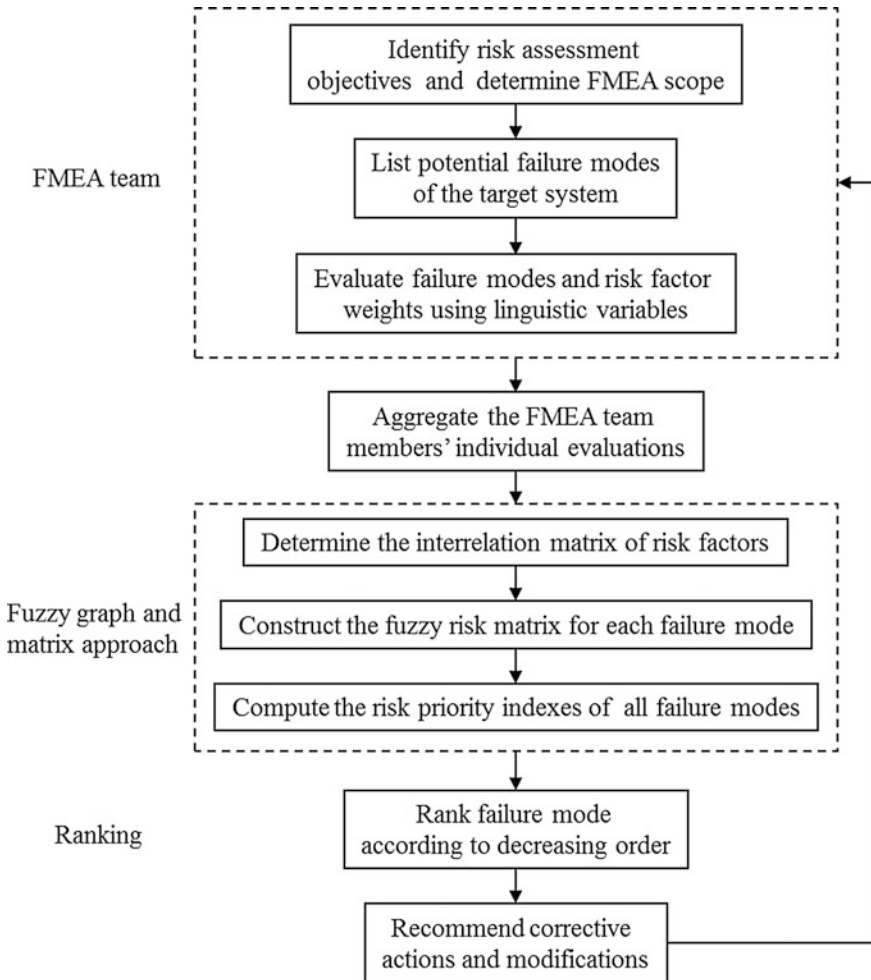 Identify risk assessment
objectives and determine FMEA scope
FMEA team
List potential failure modes
of the target system
Evaluate failure modes and risk factor
weights using linguistic variables
Aggregate the FMEA team
members' individual evaluations
Fuzzy graph and
matrix approach
Determine the interrelation matrix of risk factors
Construct the fuzzy risk matrix for each failure mode
Compute the risk priority indexes of all failure modes
Ranking
Rank failure mode
according to decreasing order
Recommend corrective
actions and modifications